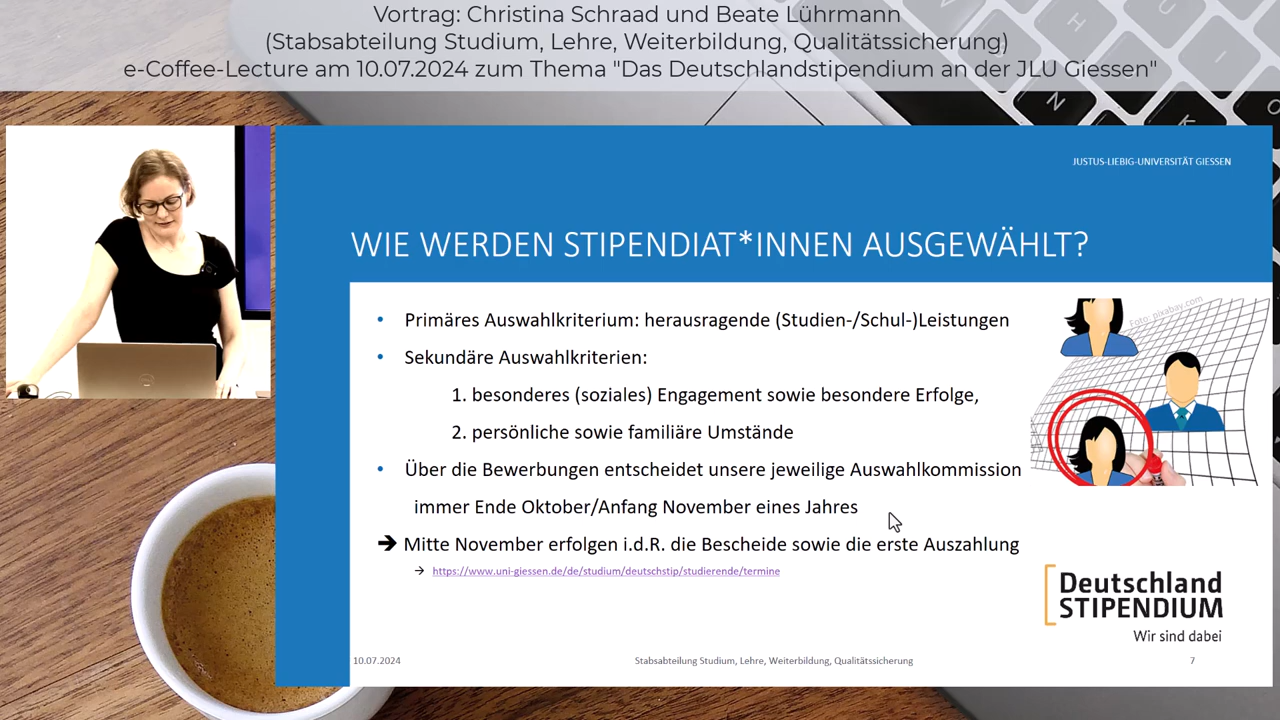 Vortrag: Christina Schraad und Beate Lührmann
(Stabsabteilung Studium, Lehre, Weiterbildung, Qualitätssicherung)
e-Coffee-Lecture am 10.07.2024 zum Thema "Das Deutschlandstipendium an der JLU Giessen"
JUSTUS-LIEBIG-UNIVERSITÄT GIESSEN
WIE WERDEN STIPENDIAT*INNEN AUSGEWÄHLT?
• Primäres Auswahlkriterium: herausragende (Studien-/Schul-)Leistungen
• Sekundäre Auswahlkriterien:
1. besonderes (soziales) Engagement sowie besondere Erfolge,
2. persönliche sowie familiäre Umstände
• Über die Bewerbungen entscheidet unsere jeweilige Auswahlkommission
immer Ende Oktober/Anfang November eines Jahres
➔ Mitte November erfolgen i.d.R. die Bescheide sowie die erste Auszahlung
→ https://www.uni-giessen.de/de/studium/deutschstip/studierende/termine
Foto: pixabay.com
Deutschland
STIPENDIUM
Wir sind dabei
10.07.2024
Stabsabteilung Studium, Lehre, Weiterbildung, Qualitätssicherung
7